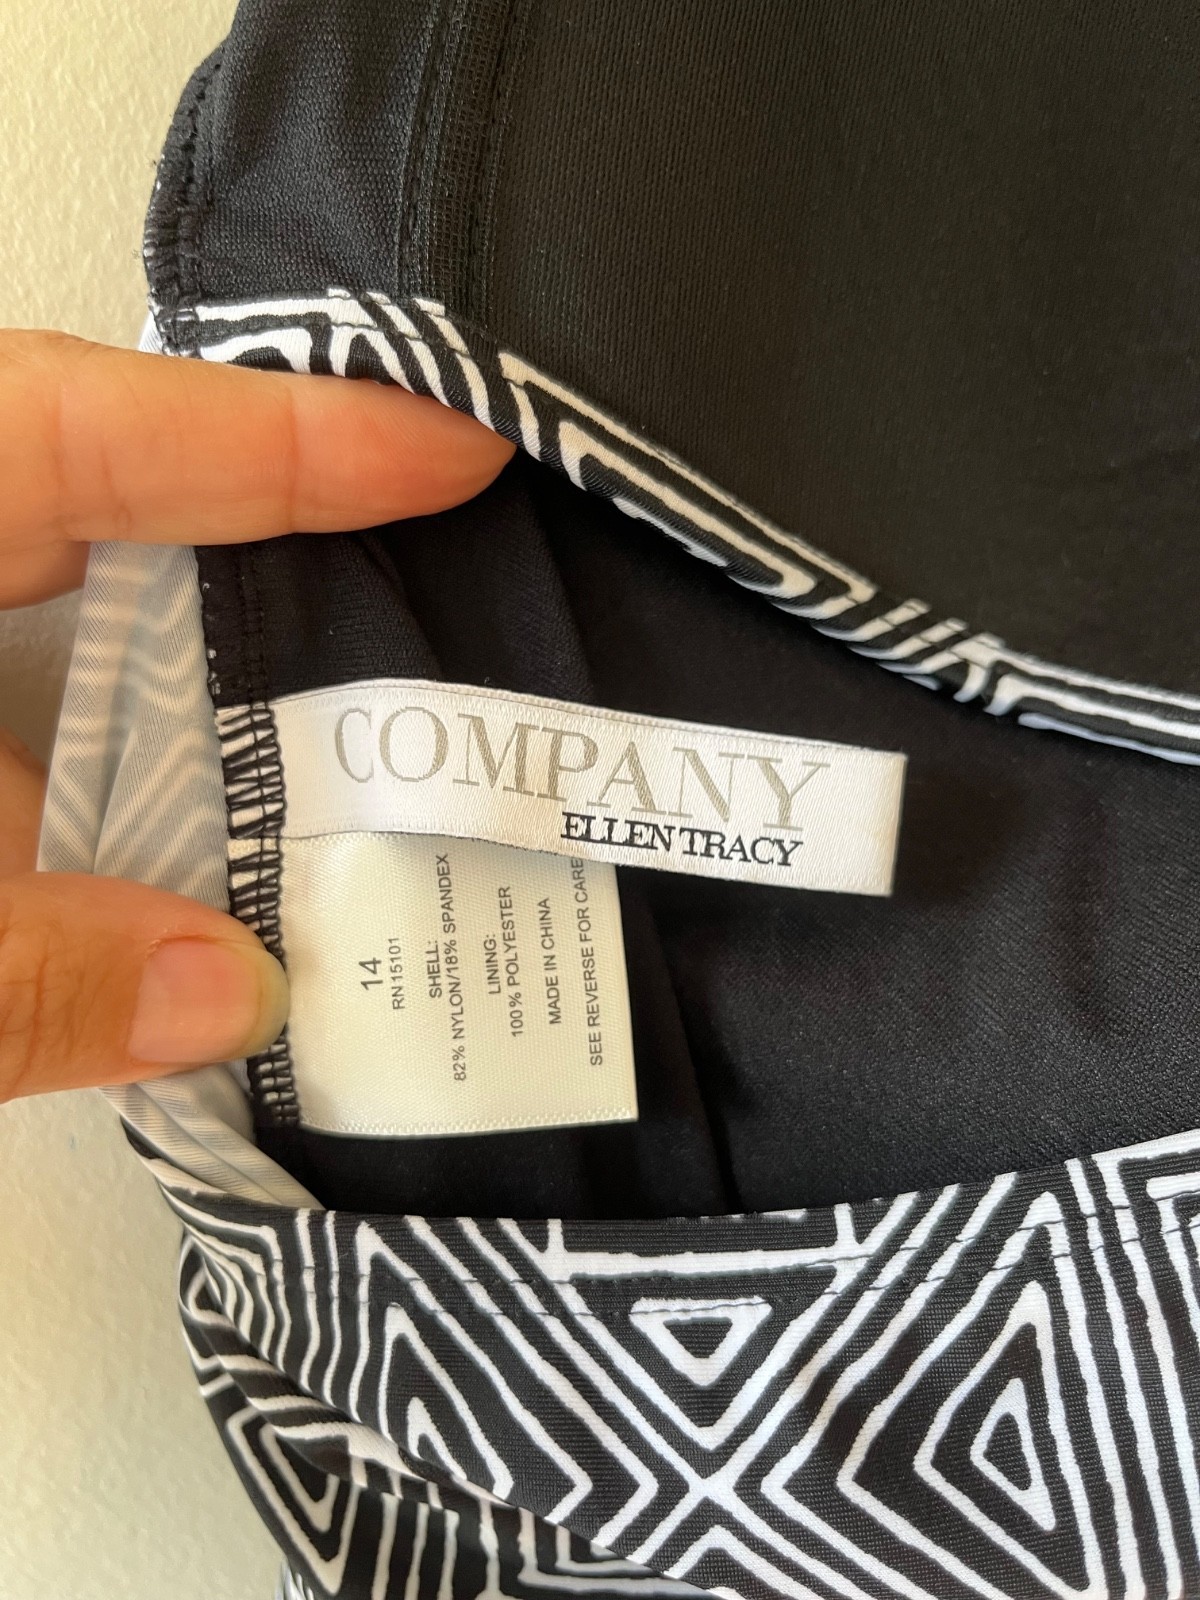 COMPANY
ELLEN TRACY
14
RN 15101
SHELL:
82% NYLON/18% SPANDEX
LINING:
100% POLYESTER
MADE IN CHINA
SEE REVERSE FOR CARE